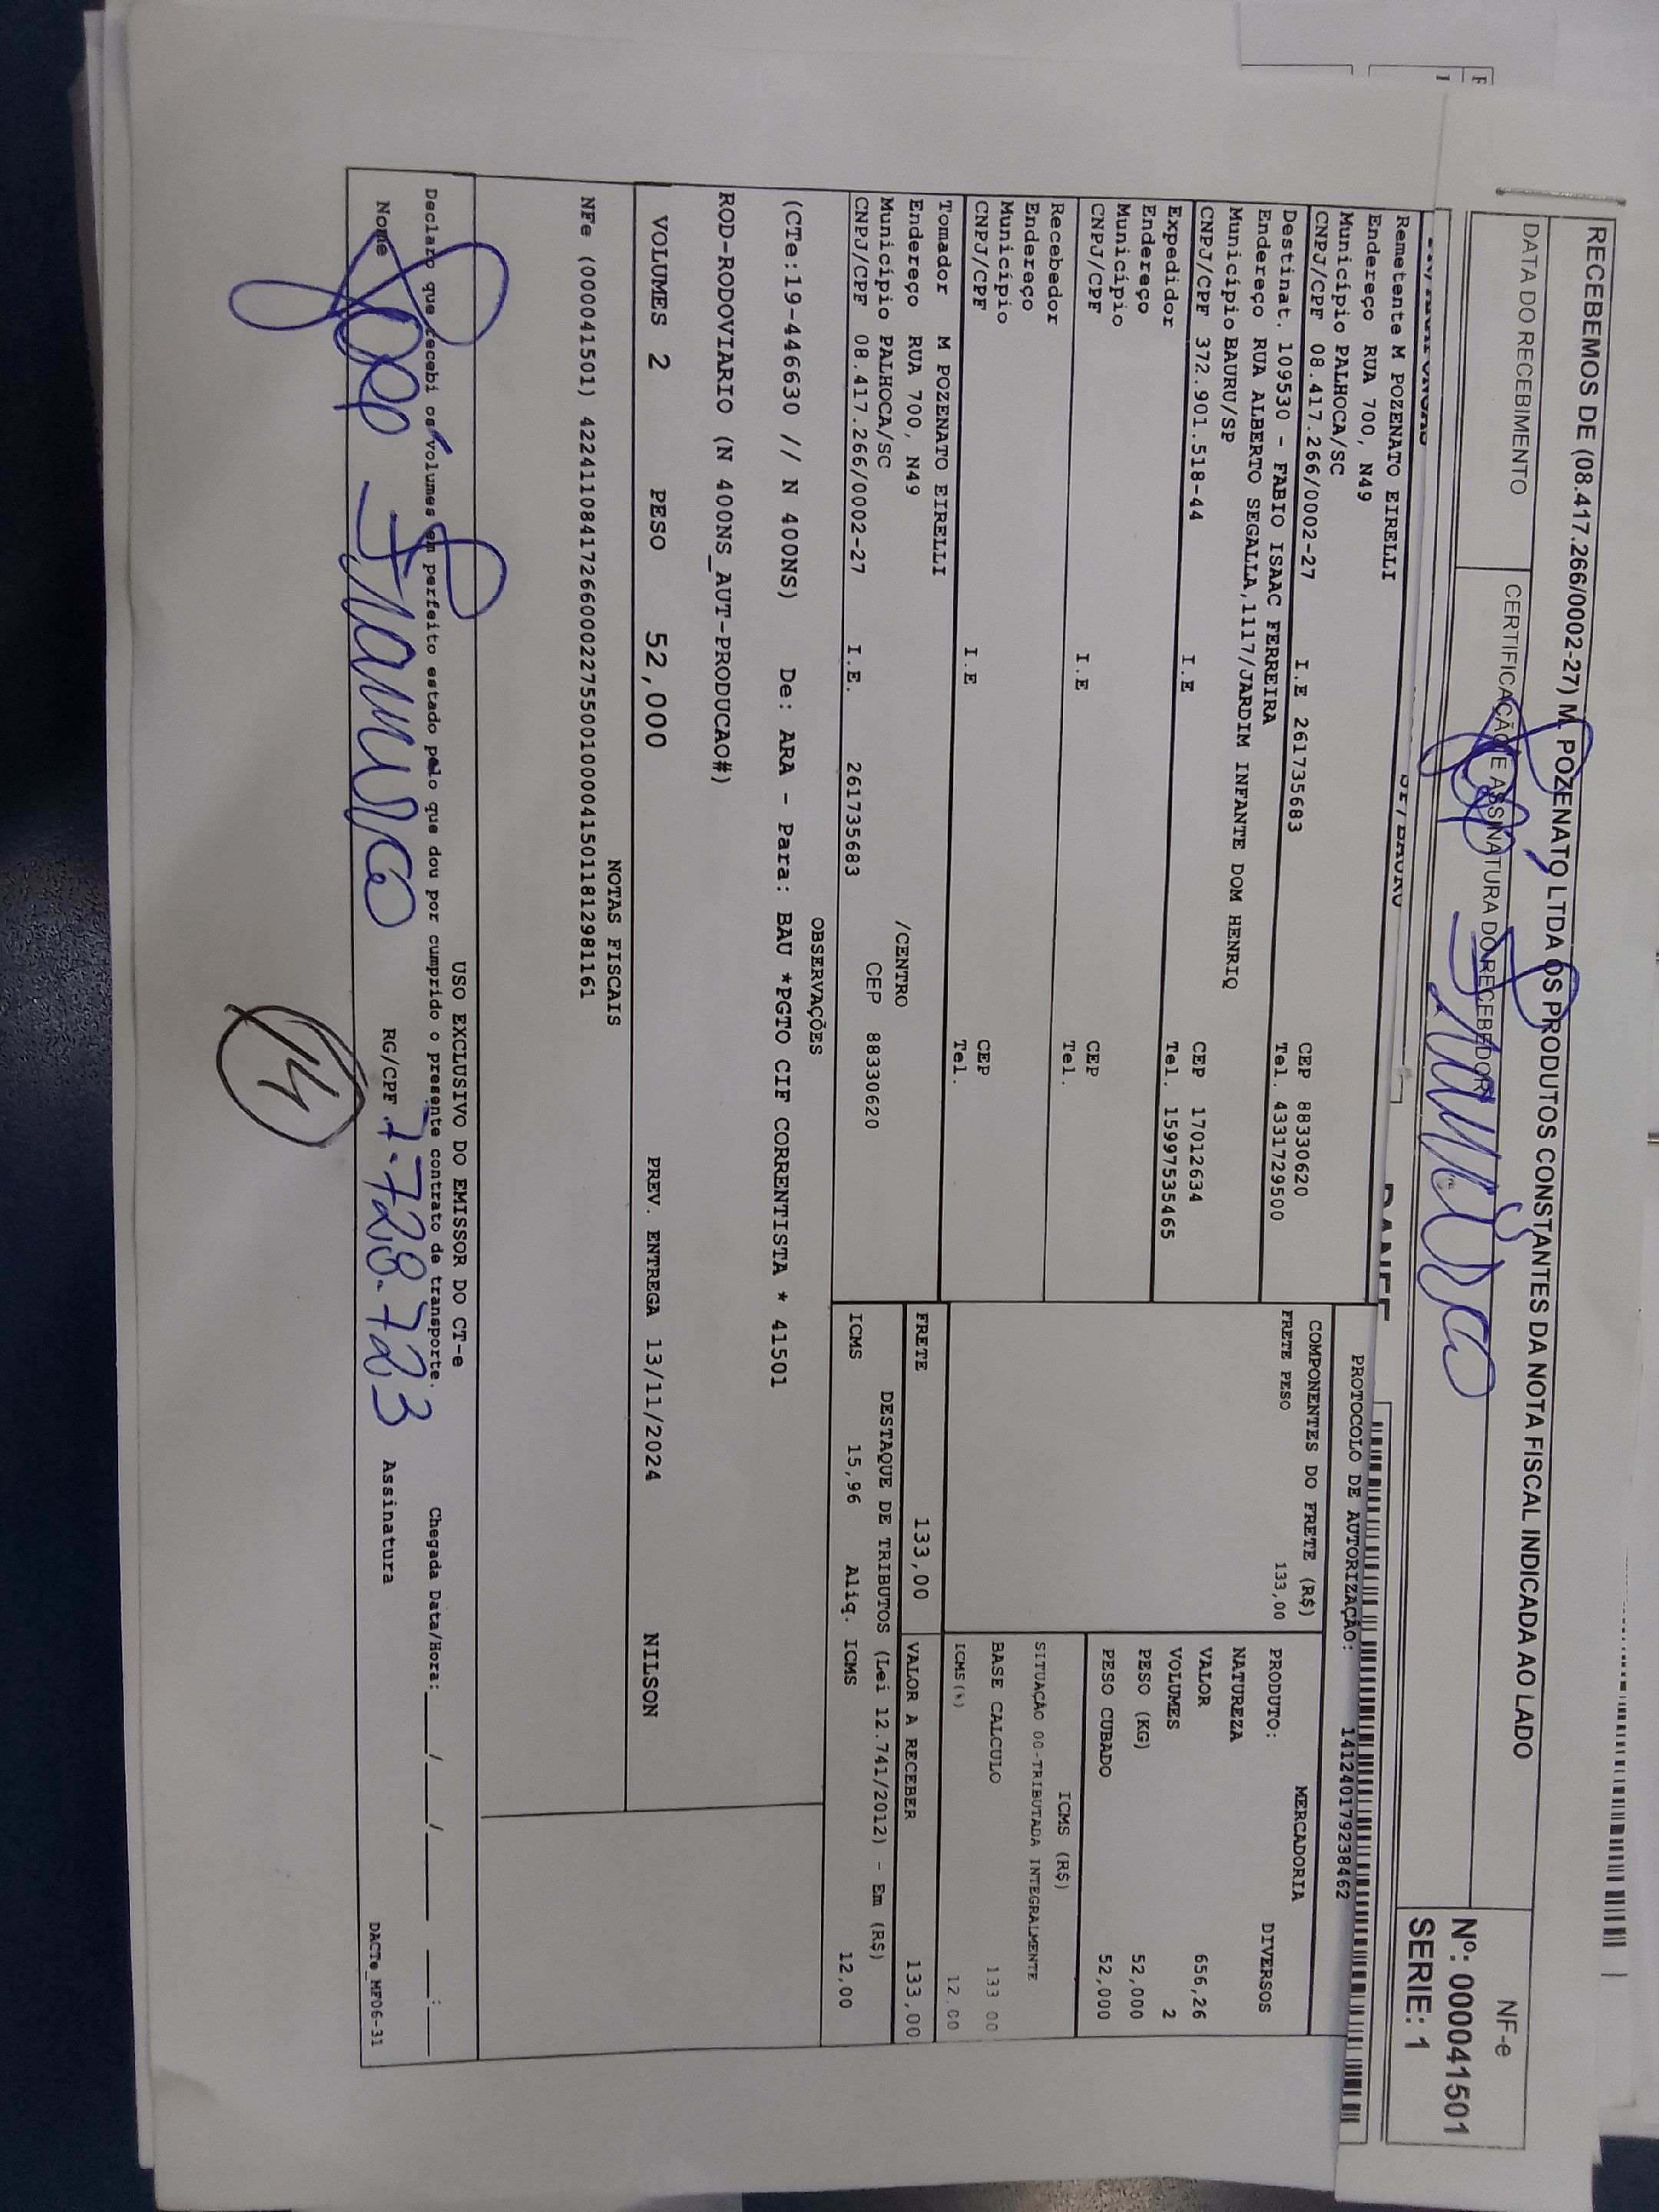 RECEBEMOS DE (08.417.266/0002-27) M. POZENATO LTDA OS PRODUTOS CONSTANTES DA NOTA FISCAL INDICADA AO LADO
DATA DO RECEBIMENTO
CERTIFICAÇÃO E ASSINATURA DO RECEBEDOR
NF-e
Nº: 000041501
SERIE: 1
PROTOCOLO DE AUTORIZAÇÃO: 141240179238462
Remetente M POZENATO EIRELLI
Endereço RUA 700, N49
Município PALHOCA/SC CEP 88330620
CNPJ/CPF 08.417.266/0002-27 I.E 261735683 Tel. 4331729500
Destinat. 109530 - FABIO ISAAC FERREIRA
Endereço RUA ALBERTO SEGALLA,1117/JARDIM INFANTE DOM HENRIQ
Município BAURU/SP CEP 17012634
CNPJ/CPF 372.901.518-44 I.E Tel. 15997535465
Expedidor
Endereço
Município CEP
CNPJ/CPF I.E Tel.
Recebedor
Endereço
Município CEP
CNPJ/CPF I.E Tel.
Tomador M POZENATO EIRELLI
Endereço RUA 700, N49 /CENTRO
Município PALHOCA/SC CEP 88330620
CNPJ/CPF 08.417.266/0002-27 I.E. 261735683
COMPONENTES DO FRETE (R$)
FRETE PESO 133,00
MERCADORIA
PRODUTO: DIVERSOS
NATUREZA
VALOR 656,26
VOLUMES 2
PESO (KG) 52,000
PESO CUBADO 52,000
ICMS (R$)
SITUAÇÃO 00-TRIBUTADA INTEGRALMENTE
BASE CALCULO 133,00
ICMS(%) 12,00
FRETE 133,00 VALOR A RECEBER 133,00
DESTAQUE DE TRIBUTOS (Lei 12.741/2012) - Em (R$)
ICMS 15,96 Aliq. ICMS 12,00
OBSERVAÇÕES
(CTe:19-446630 // N 400NS) De: ARA - Para: BAU *PGTO CIF CORRENTISTA * 41501
ROD-RODOVIARIO (N 400NS_AUT-PRODUCAO#)
VOLUMES 2 PESO 52,000 PREV. ENTREGA 13/11/2024 NILSON
NOTAS FISCAIS
NFe (000041501) 42241108417266000227550010000415011812981161
USO EXCLUSIVO DO EMISSOR DO CT-e
Declaro que recebi os volumes em perfeito estado pelo que dou por cumprido o presente contrato de transporte. Chegada Data/Hora:____/____/____ ___:___
Nome RG/CPF 7.728.723 Assinatura
DACTe_MF06-31
14